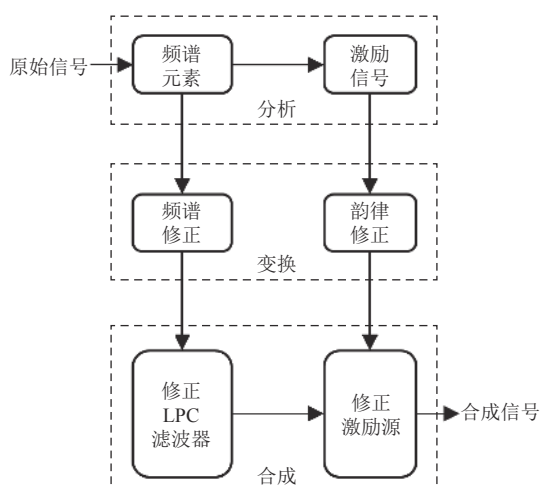 原始信号
频谱
元素
激励
信号
分析
频谱
修正
韵律
修正
变换
修正
LPC
滤波器
修正
激励源
合成信号
合成